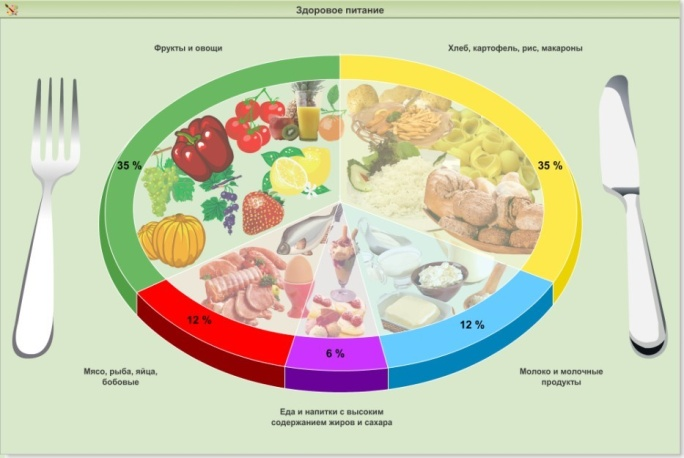 Здоровое питание
Фрукты и овощи
Хлеб, картофель, рис, макароны
35 %
35 %
12 %
12 %
6 %
Мясо, рыба, яйца,
бобовые
Молоко и молочные
продукты
Еда и напитки с высоким
содержанием жиров и сахара